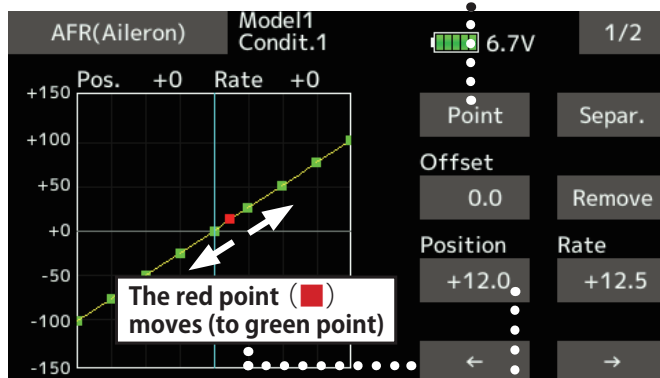 AFR(Aileron)
Model1
Condit.1
6.7V
1/2
Pos. +0 Rate +0
+150
+100
+50
+0
-50
-100
-150
Point
Separ.
Offset
0.0
Remove
Position
Rate
+12.0
+12.5
←
→
The red point (■)
moves (to green point)